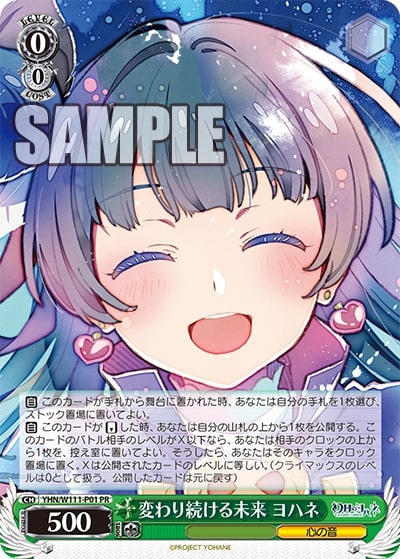 LEVEL
0
0
COST
SAMPLE
自 このカードが手札から舞台に置かれた時、あなたは自分の手札を1枚選び、
ストック置場に置いてよい。
自 このカードが した時、あなたは自分の山札の上から1枚を公開する。こ
のカードのバトル相手のレベルがX以下なら、あなたは相手のクロックの上か
ら1枚を、控え室に置いてよい。そうしたら、あなたはそのキャラをクロッ
ク置場に置く。Xは公開されたカードのレベルに等しい。(クライマックスのレベ
ルは0として扱う。公開したカードは元に戻す)
CH YHN/W111-P01 PR
500
変わり続ける未来 ヨハネ
心の音
©PROJECT YOHANE